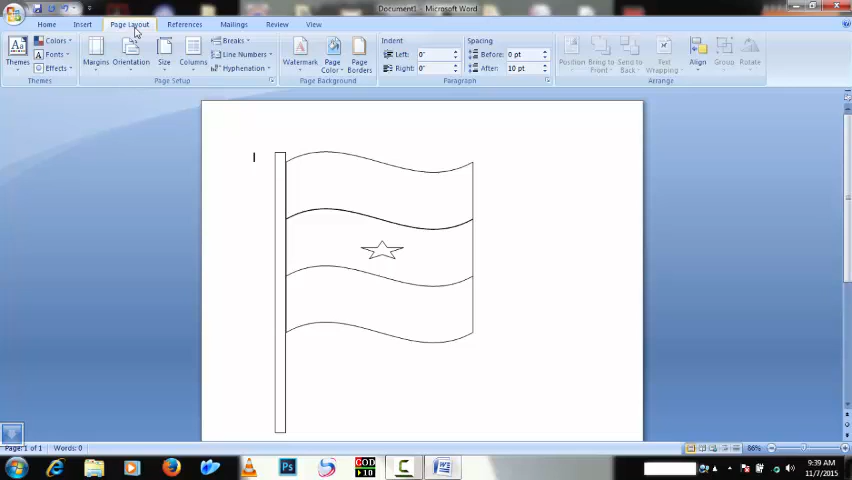 Document1 - Microsoft Word
Home Insert Page Layout References Mailings Review View
Themes Colors Fonts Effects
Margins Orientation Size Columns Breaks Line Numbers Hyphenation
Watermark Page Color Page Borders
Indent Left: 0" Right: 0"
Spacing Before: 0 pt After: 10 pt
Position Bring to Front Send to Back Text Wrapping Align Group Rotate
Themes Page Setup Page Background Paragraph Arrange
Page: 1 of 1 Words: 0 86%
Ps COD +10 C W
9:39 AM
11/7/2015